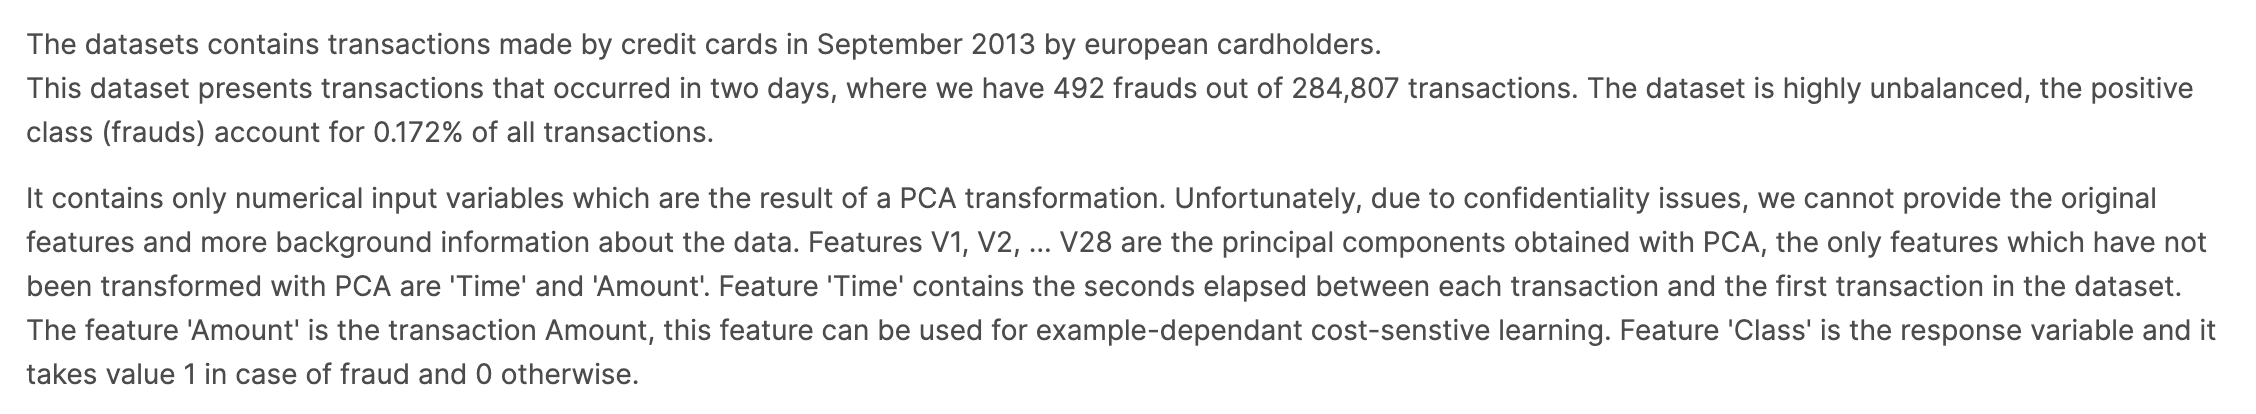 The datasets contains transactions made by credit cards in September 2013 by european cardholders.
This dataset presents transactions that occurred in two days, where we have 492 frauds out of 284,807 transactions. The dataset is highly unbalanced, the positive
class (frauds) account for 0.172% of all transactions.
It contains only numerical input variables which are the result of a PCA transformation. Unfortunately, due to confidentiality issues, we cannot provide the original
features and more background information about the data. Features V1, V2, ... V28 are the principal components obtained with PCA, the only features which have not
been transformed with PCA are 'Time' and 'Amount'. Feature 'Time' contains the seconds elapsed between each transaction and the first transaction in the dataset.
The feature 'Amount' is the transaction Amount, this feature can be used for example-dependant cost-senstive learning. Feature 'Class' is the response variable and it
takes value 1 in case of fraud and 0 otherwise.